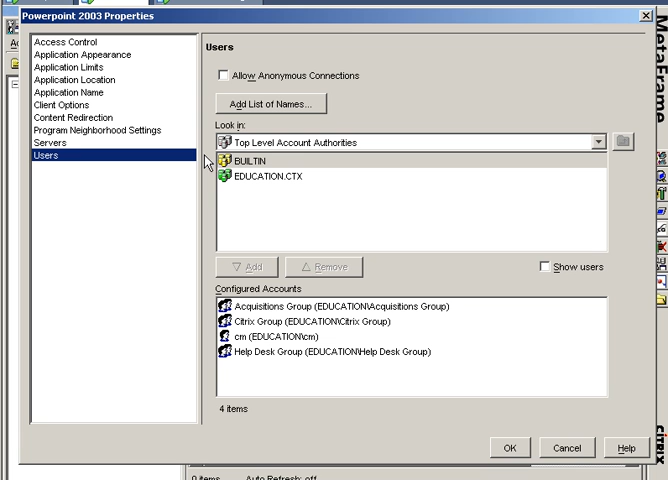 Powerpoint 2003 Properties
Access Control
Application Appearance
Application Limits
Application Location
Application Name
Client Options
Content Redirection
Program Neighborhood Settings
Servers
Users
Users
Allow Anonymous Connections
Add List of Names...
Look in:
Top Level Account Authorities
BUILTIN
EDUCATION.CTX
Add
Remove
Show users
Configured Accounts
Acquisitions Group (EDUCATION\Acquisitions Group)
Citrix Group (EDUCATION\Citrix Group)
cm (EDUCATION\cm)
Help Desk Group (EDUCATION\Help Desk Group)
4 items
OK
Cancel
Help
MetaFrame
CITRIX
0 items
Auto Refresh: off